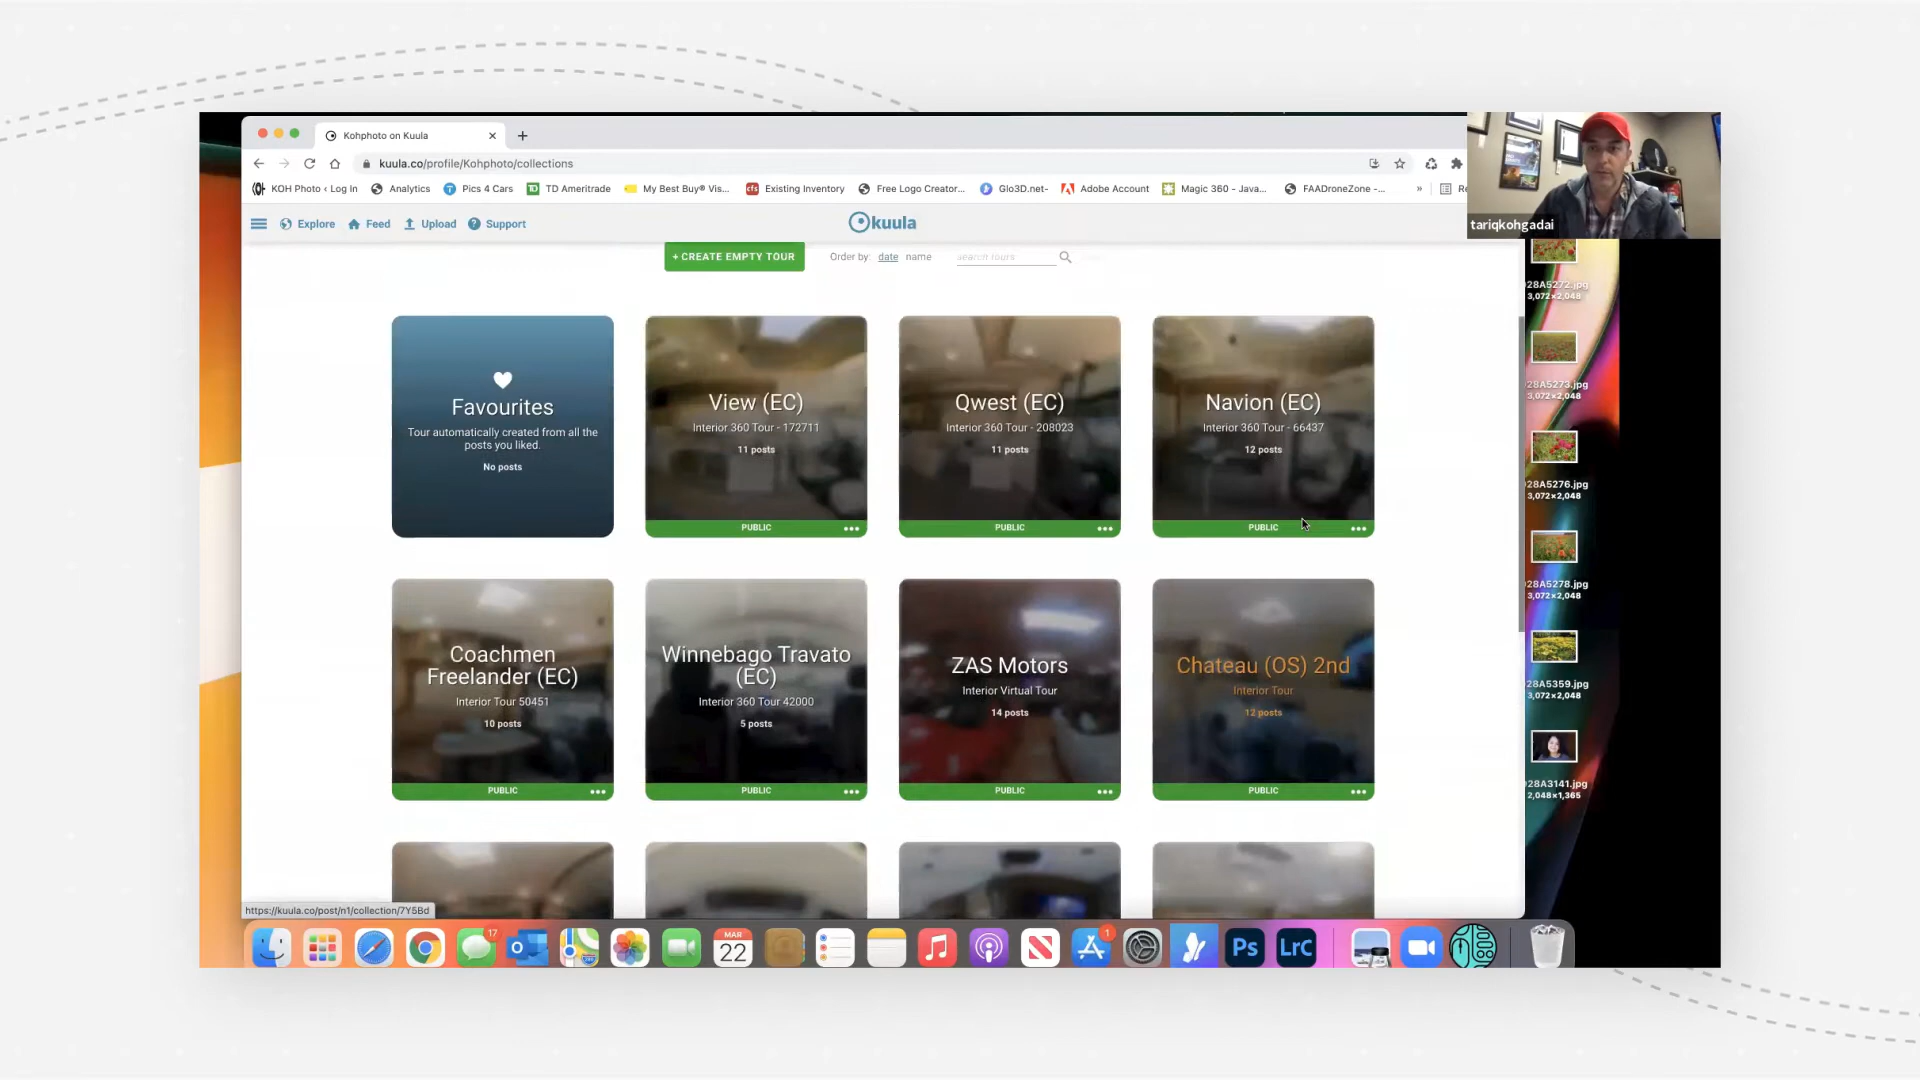 Kohphoto on Kuula
kuula.co/profile/Kohphoto/collections
KOH Photo ‹ Log In
Analytics
Pics 4 Cars
TD Ameritrade
My Best Buy® Vis...
cfs
Existing Inventory
Free Logo Creator...
Glo3D.net-
Adobe Account
Magic 360 - Java...
FAADroneZone -...
»
Explore
Feed
Upload
Support
kuula
tariqkohgadai
+ CREATE EMPTY TOUR
Order by: date name
search tours
Favourites
Tour automatically created from all the
posts you liked.
No posts
View (EC)
Interior 360 Tour - 172711
11 posts
PUBLIC
Qwest (EC)
Interior 360 Tour - 208023
11 posts
PUBLIC
Navion (EC)
Interior 360 Tour - 66437
12 posts
PUBLIC
Coachmen
Freelander (EC)
Interior Tour 50451
10 posts
PUBLIC
Winnebago Travato
(EC)
Interior 360 Tour 42000
5 posts
PUBLIC
ZAS Motors
Interior Virtual Tour
14 posts
PUBLIC
Chateau (OS) 2nd
Interior Tour
12 posts
PUBLIC
28A5272.jpg
3,072×2,048
28A5273.jpg
3,072×2,048
28A5276.jpg
3,072×2,048
28A5278.jpg
3,072×2,048
28A5359.jpg
3,072×2,048
28A3141.jpg
2,048×1,365
https://kuula.co/post/n1/collection/7Y5Bd
17
MAR
22
1
Ps
LrC